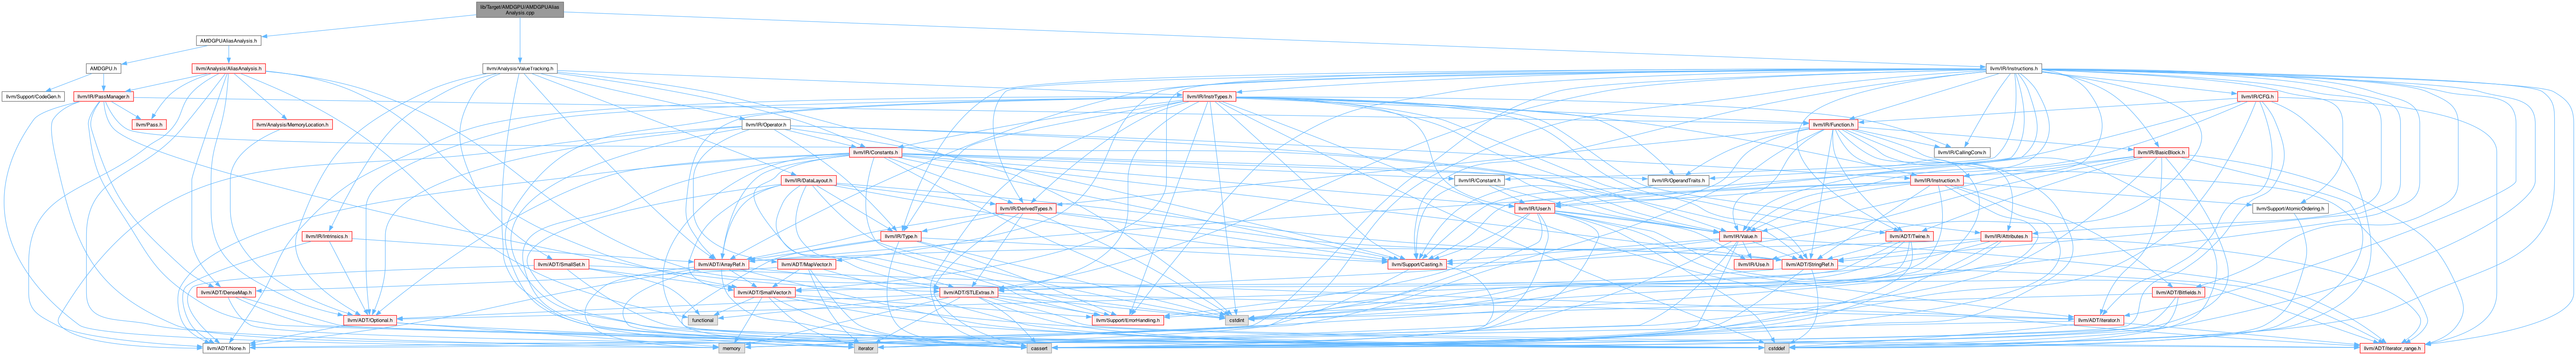 lib/Target/AMDGPU/AMDGPUAlias
Analysis.cpp
AMDGPUAliasAnalysis.h
AMDGPU.h
llvm/Analysis/AliasAnalysis.h
llvm/Analysis/ValueTracking.h
llvm/IR/Instructions.h
llvm/Support/CodeGen.h
llvm/IR/PassManager.h
llvm/IR/InstrTypes.h
llvm/IR/CFG.h
llvm/Pass.h
llvm/Analysis/MemoryLocation.h
llvm/IR/Operator.h
llvm/IR/Function.h
llvm/IR/Constants.h
llvm/IR/CallingConv.h
llvm/IR/BasicBlock.h
llvm/IR/DataLayout.h
llvm/IR/Constant.h
llvm/IR/OperandTraits.h
llvm/IR/Instruction.h
llvm/IR/DerivedTypes.h
llvm/IR/User.h
llvm/Support/AtomicOrdering.h
llvm/IR/Intrinsics.h
llvm/IR/Type.h
llvm/IR/Value.h
llvm/ADT/Twine.h
llvm/IR/Attributes.h
llvm/ADT/SmallSet.h
llvm/ADT/ArrayRef.h
llvm/ADT/MapVector.h
llvm/Support/Casting.h
llvm/IR/Use.h
llvm/ADT/StringRef.h
llvm/ADT/DenseMap.h
llvm/ADT/SmallVector.h
llvm/ADT/STLExtras.h
llvm/ADT/Bitfields.h
llvm/ADT/Optional.h
functional
llvm/Support/ErrorHandling.h
cstdint
llvm/ADT/iterator.h
llvm/ADT/None.h
memory
iterator
cassert
cstddef
llvm/ADT/iterator_range.h